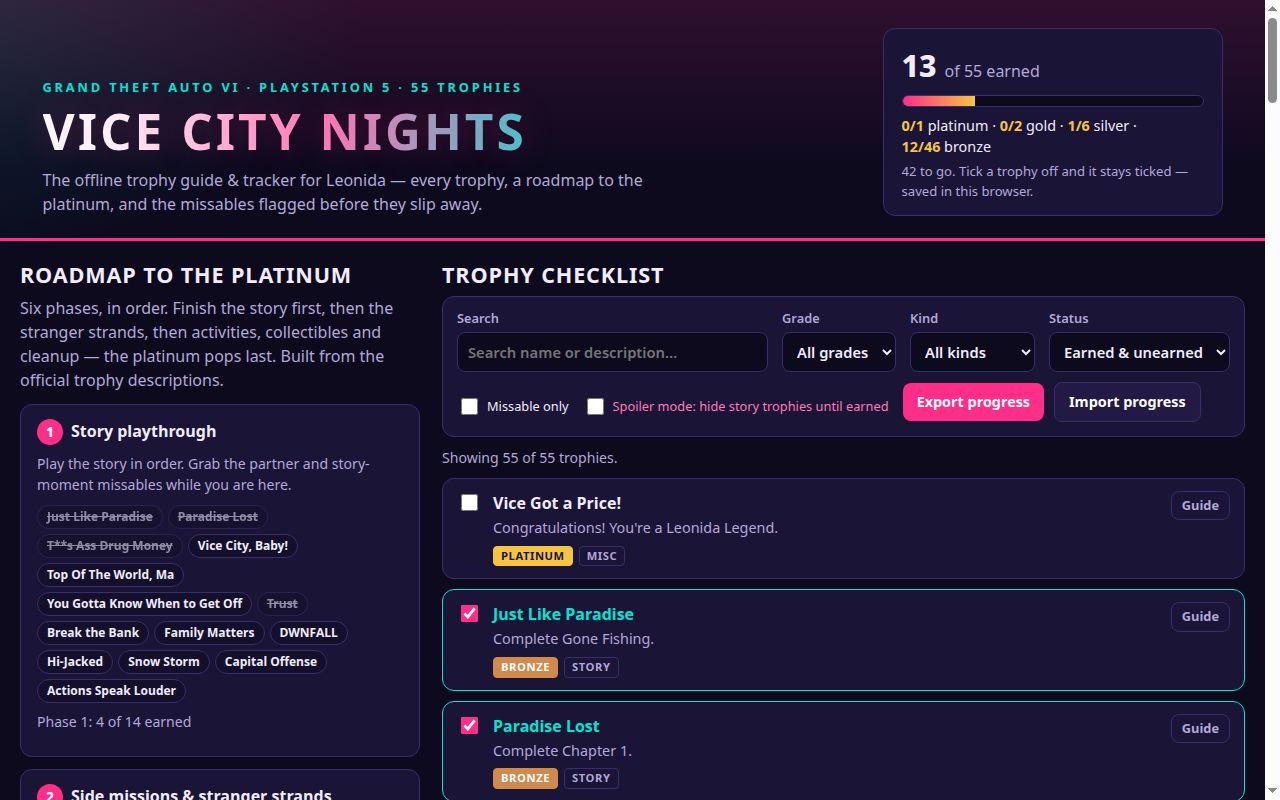 GRAND THEFT AUTO VI · PLAYSTATION 5 · 55 TROPHIES
VICE CITY NIGHTS
The offline trophy guide & tracker for Leonida — every trophy, a roadmap to the
platinum, and the missables flagged before they slip away.
13 of 55 earned
0/1 platinum · 0/2 gold · 1/6 silver ·
12/46 bronze
42 to go. Tick a trophy off and it stays ticked —
saved in this browser.
ROADMAP TO THE PLATINUM
Six phases, in order. Finish the story first, then the
stranger strands, then activities, collectibles and
cleanup — the platinum pops last. Built from the
official trophy descriptions.
1 Story playthrough
Play the story in order. Grab the partner and story-
moment missables while you are here.
Just Like Paradise Paradise Lost
T**s Ass Drug Money Vice City, Baby!
Top Of The World, Ma
You Gotta Know When to Get Off Trust
Break the Bank Family Matters DWNFALL
Hi-Jacked Snow Storm Capital Offense
Actions Speak Louder
Phase 1: 4 of 14 earned
2 Side missions & stranger strands
TROPHY CHECKLIST
Search Grade Kind Status
Search name or description... All grades All kinds Earned & unearned
Missable only Spoiler mode: hide story trophies until earned Export progress Import progress
Showing 55 of 55 trophies.
Vice Got a Price! Guide
Congratulations! You're a Leonida Legend.
PLATINUM MISC
Just Like Paradise Guide
Complete Gone Fishing.
BRONZE STORY
Paradise Lost Guide
Complete Chapter 1.
BRONZE STORY